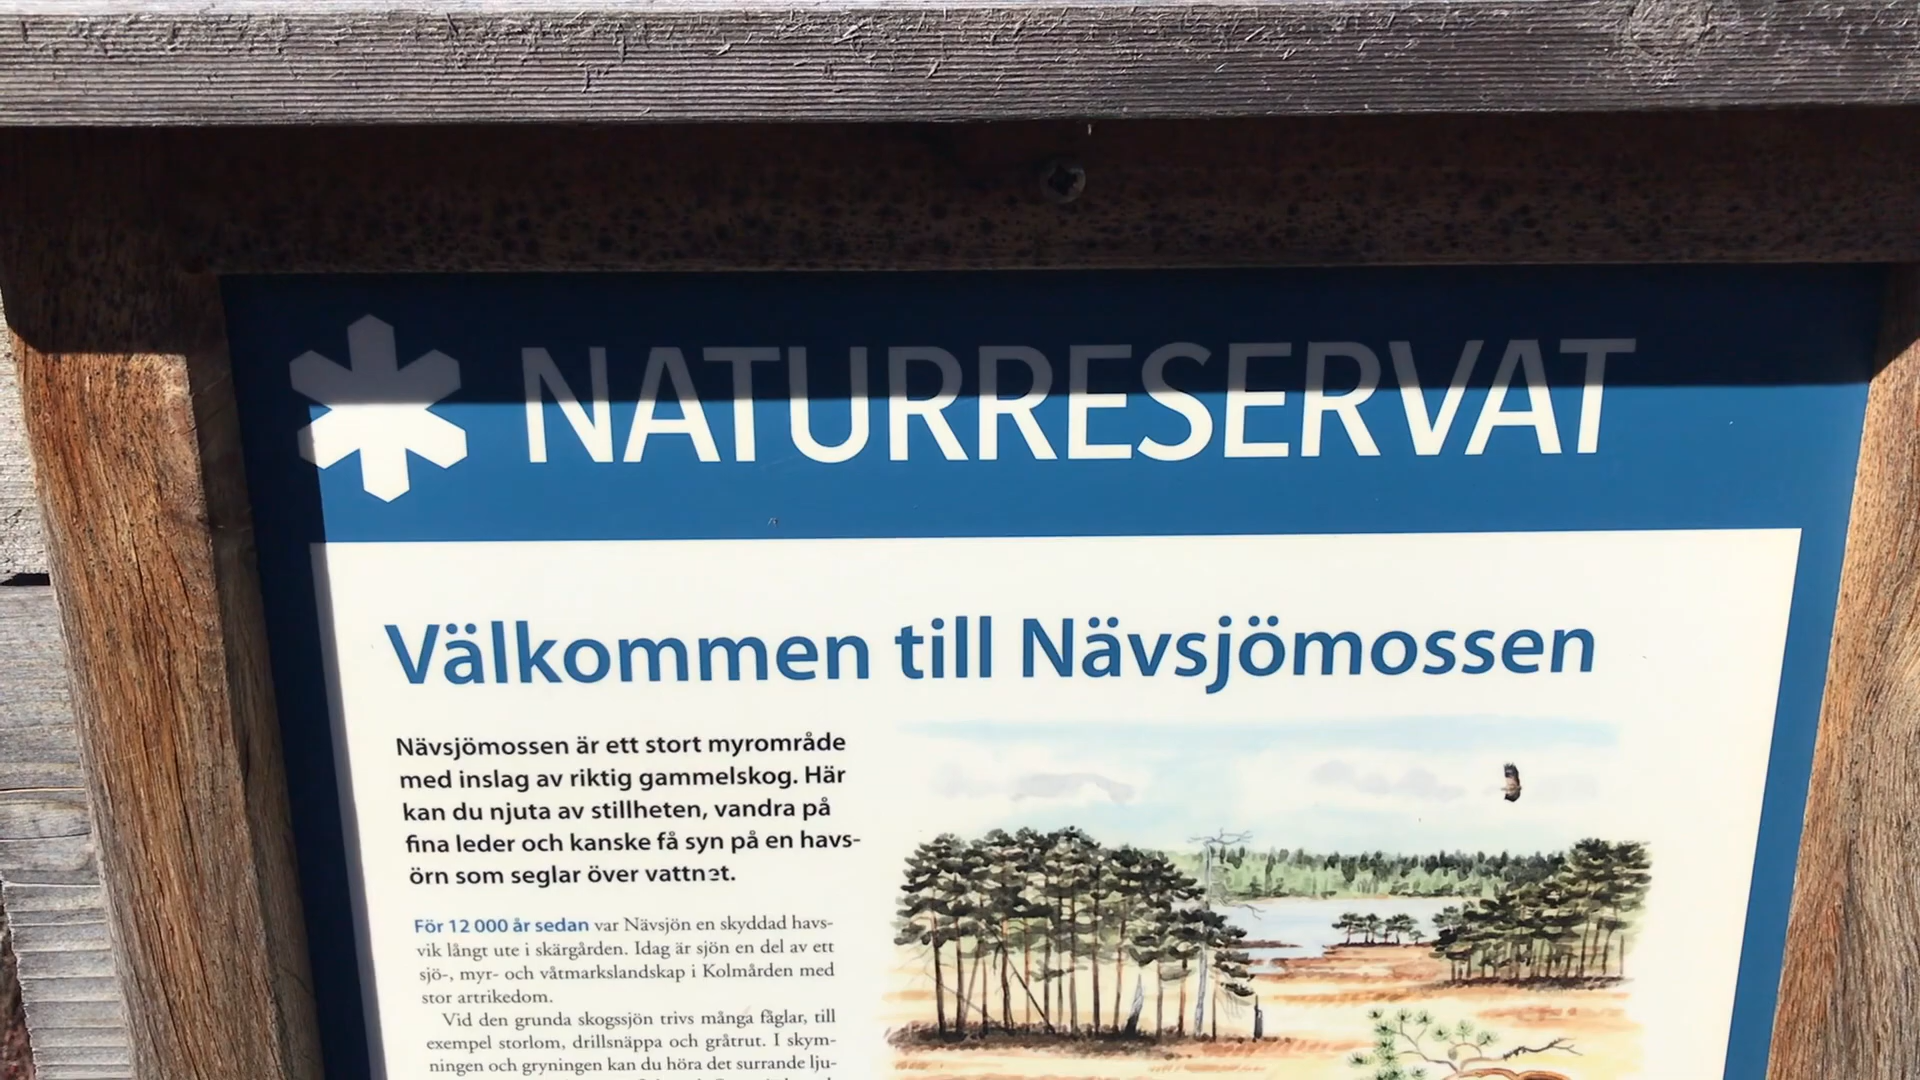 NATURRESERVAT
Välkommen till Nävsjömossen
Nävsjömossen är ett stort myrområde
med inslag av riktig gammelskog. Här
kan du njuta av stillheten, vandra på
fina leder och kanske få syn på en havs-
örn som seglar över vattnet.
För 12 000 år sedan var Nävsjön en skyddad havs-
vik långt ute i skärgården. Idag är sjön en del av ett
sjö-, myr- och våtmarkslandskap i Kolmården med
stor artrikedom.
Vid den grunda skogssjön trivs många fåglar, till
exempel storlom, drillsnäppa och gråtrut. I skym-
ningen och gryningen kan du höra det surrande lju-